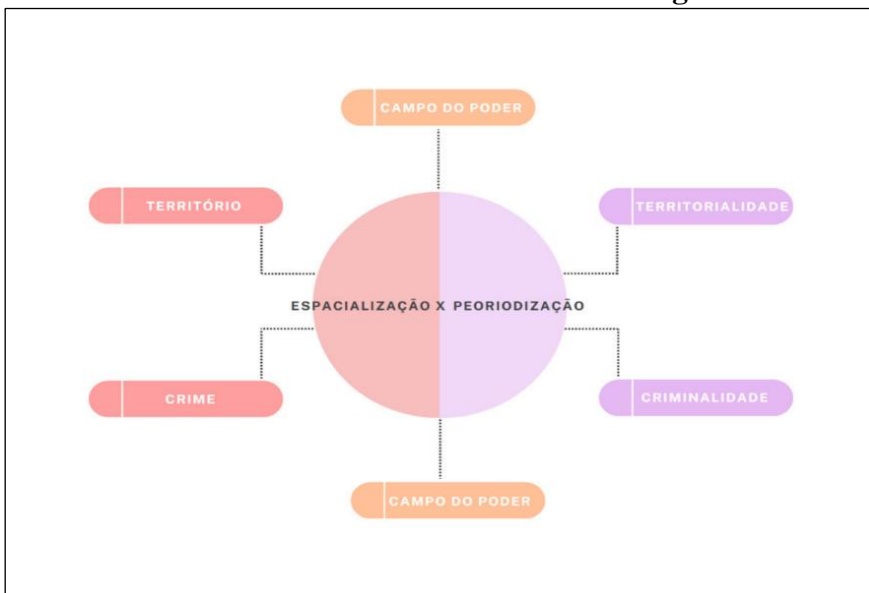 CAMPO DO PODER
TERRITÓRIO
TERRITORIALIDADE
ESPACIALIZAÇÃO X PEORIODIZAÇÃO
CRIME
CRIMINALIDADE
CAMPO DO PODER